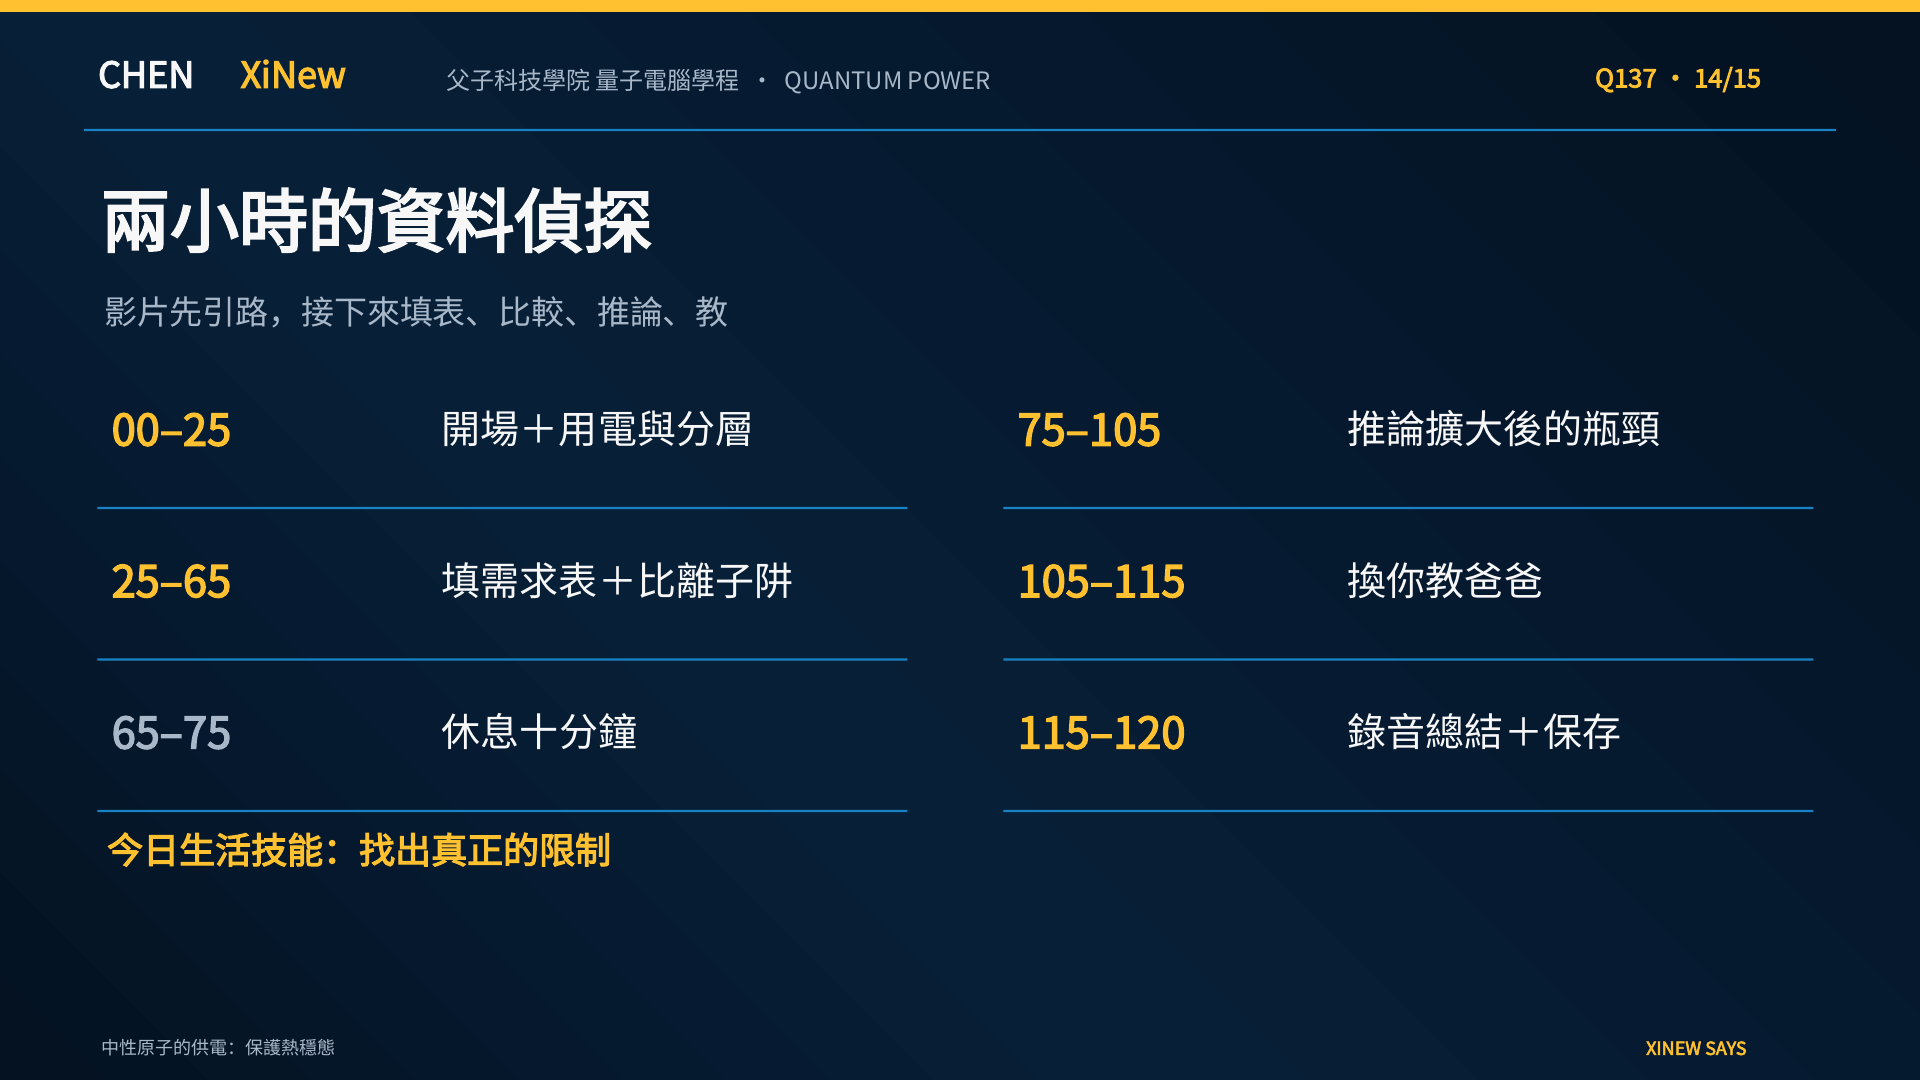 CHEN XiNew 父子科技學院 量子電腦學程 · QUANTUM POWER Q137 · 14/15
兩小時的資料偵探
影片先引路，接下來填表、比較、推論、教
00–25 開場＋用電與分層
25–65 填需求表＋比離子阱
65–75 休息十分鐘
75–105 推論擴大後的瓶頸
105–115 換你教爸爸
115–120 錄音總結＋保存
今日生活技能：找出真正的限制
中性原子的供電：保護熱穩態
XINEW SAYS